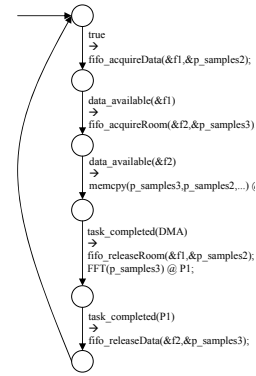 true
→
fifo_acquireData(&f1,&p_samples2);
data_available(&f1)
→
fifo_acquireRoom(&f2,&p_samples3)
data_available(&f2)
→
memcpy(p_samples3,p_samples2,...) @
task_completed(DMA)
→
fifo_releaseRoom(&f1,&p_samples2);
FFT(p_samples3) @ P1;
task_completed(P1)
→
fifo_releaseData(&f2,&p_samples3);